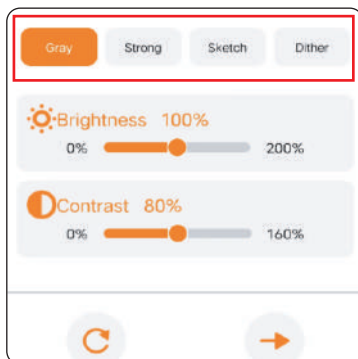 Gray Strong Sketch Dither
Brightness 100%
0% 200%
Contrast 80%
0% 160%